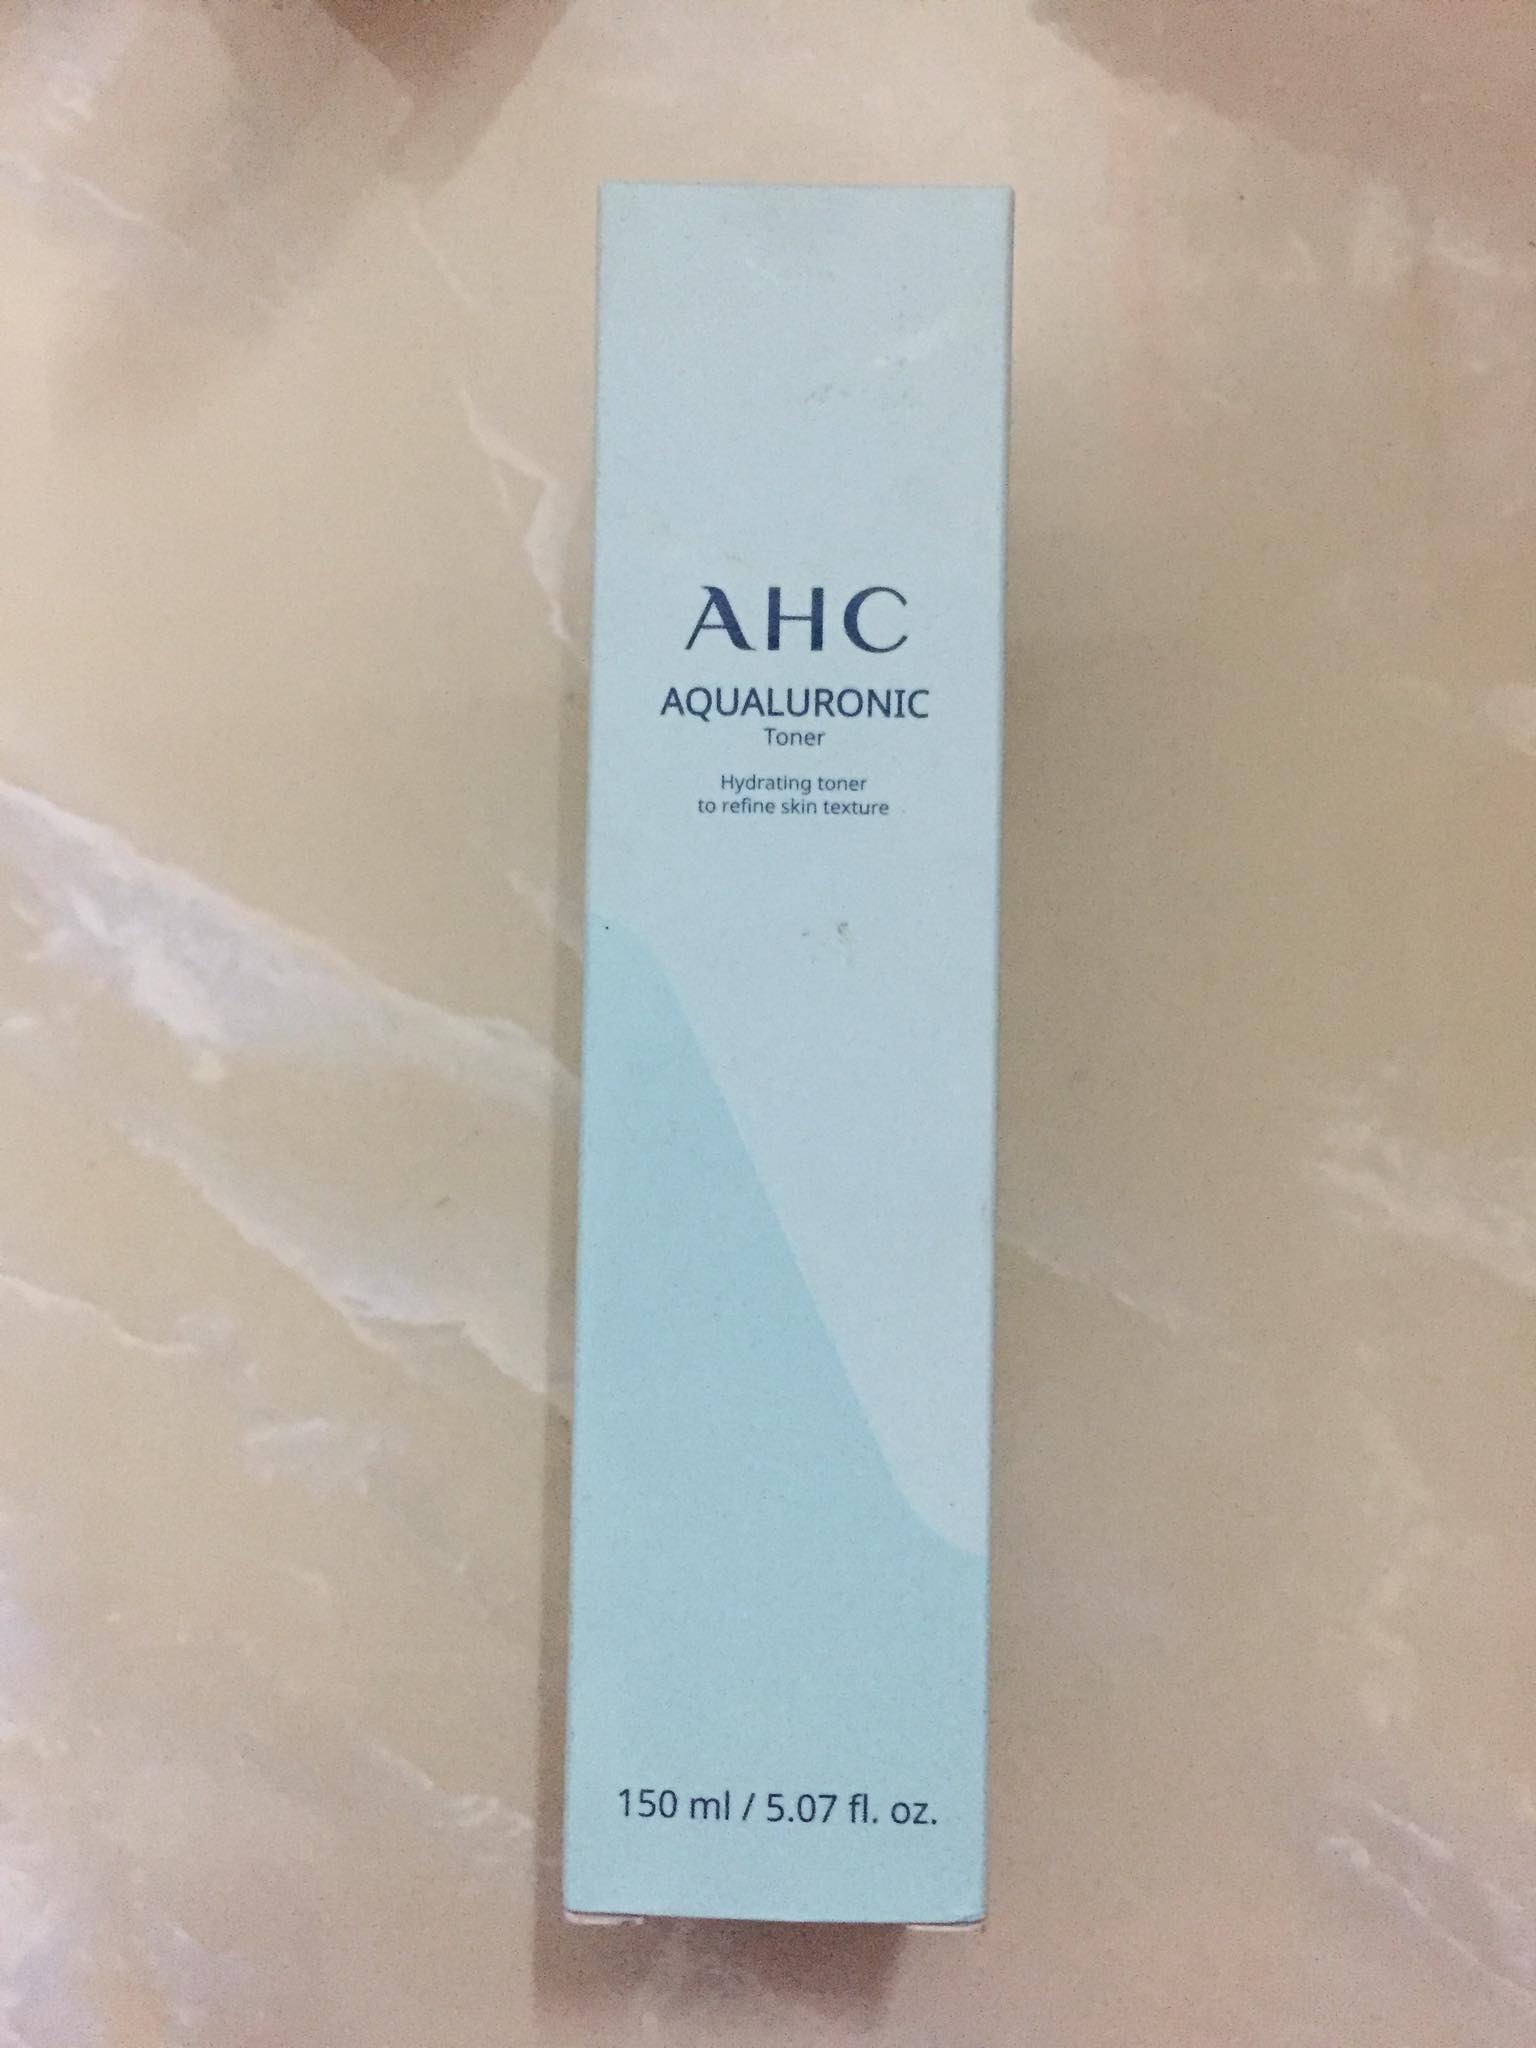 AHC
AQUALURONIC
Toner
Hydrating toner
to refine skin texture
150 ml / 5.07 fl. oz.